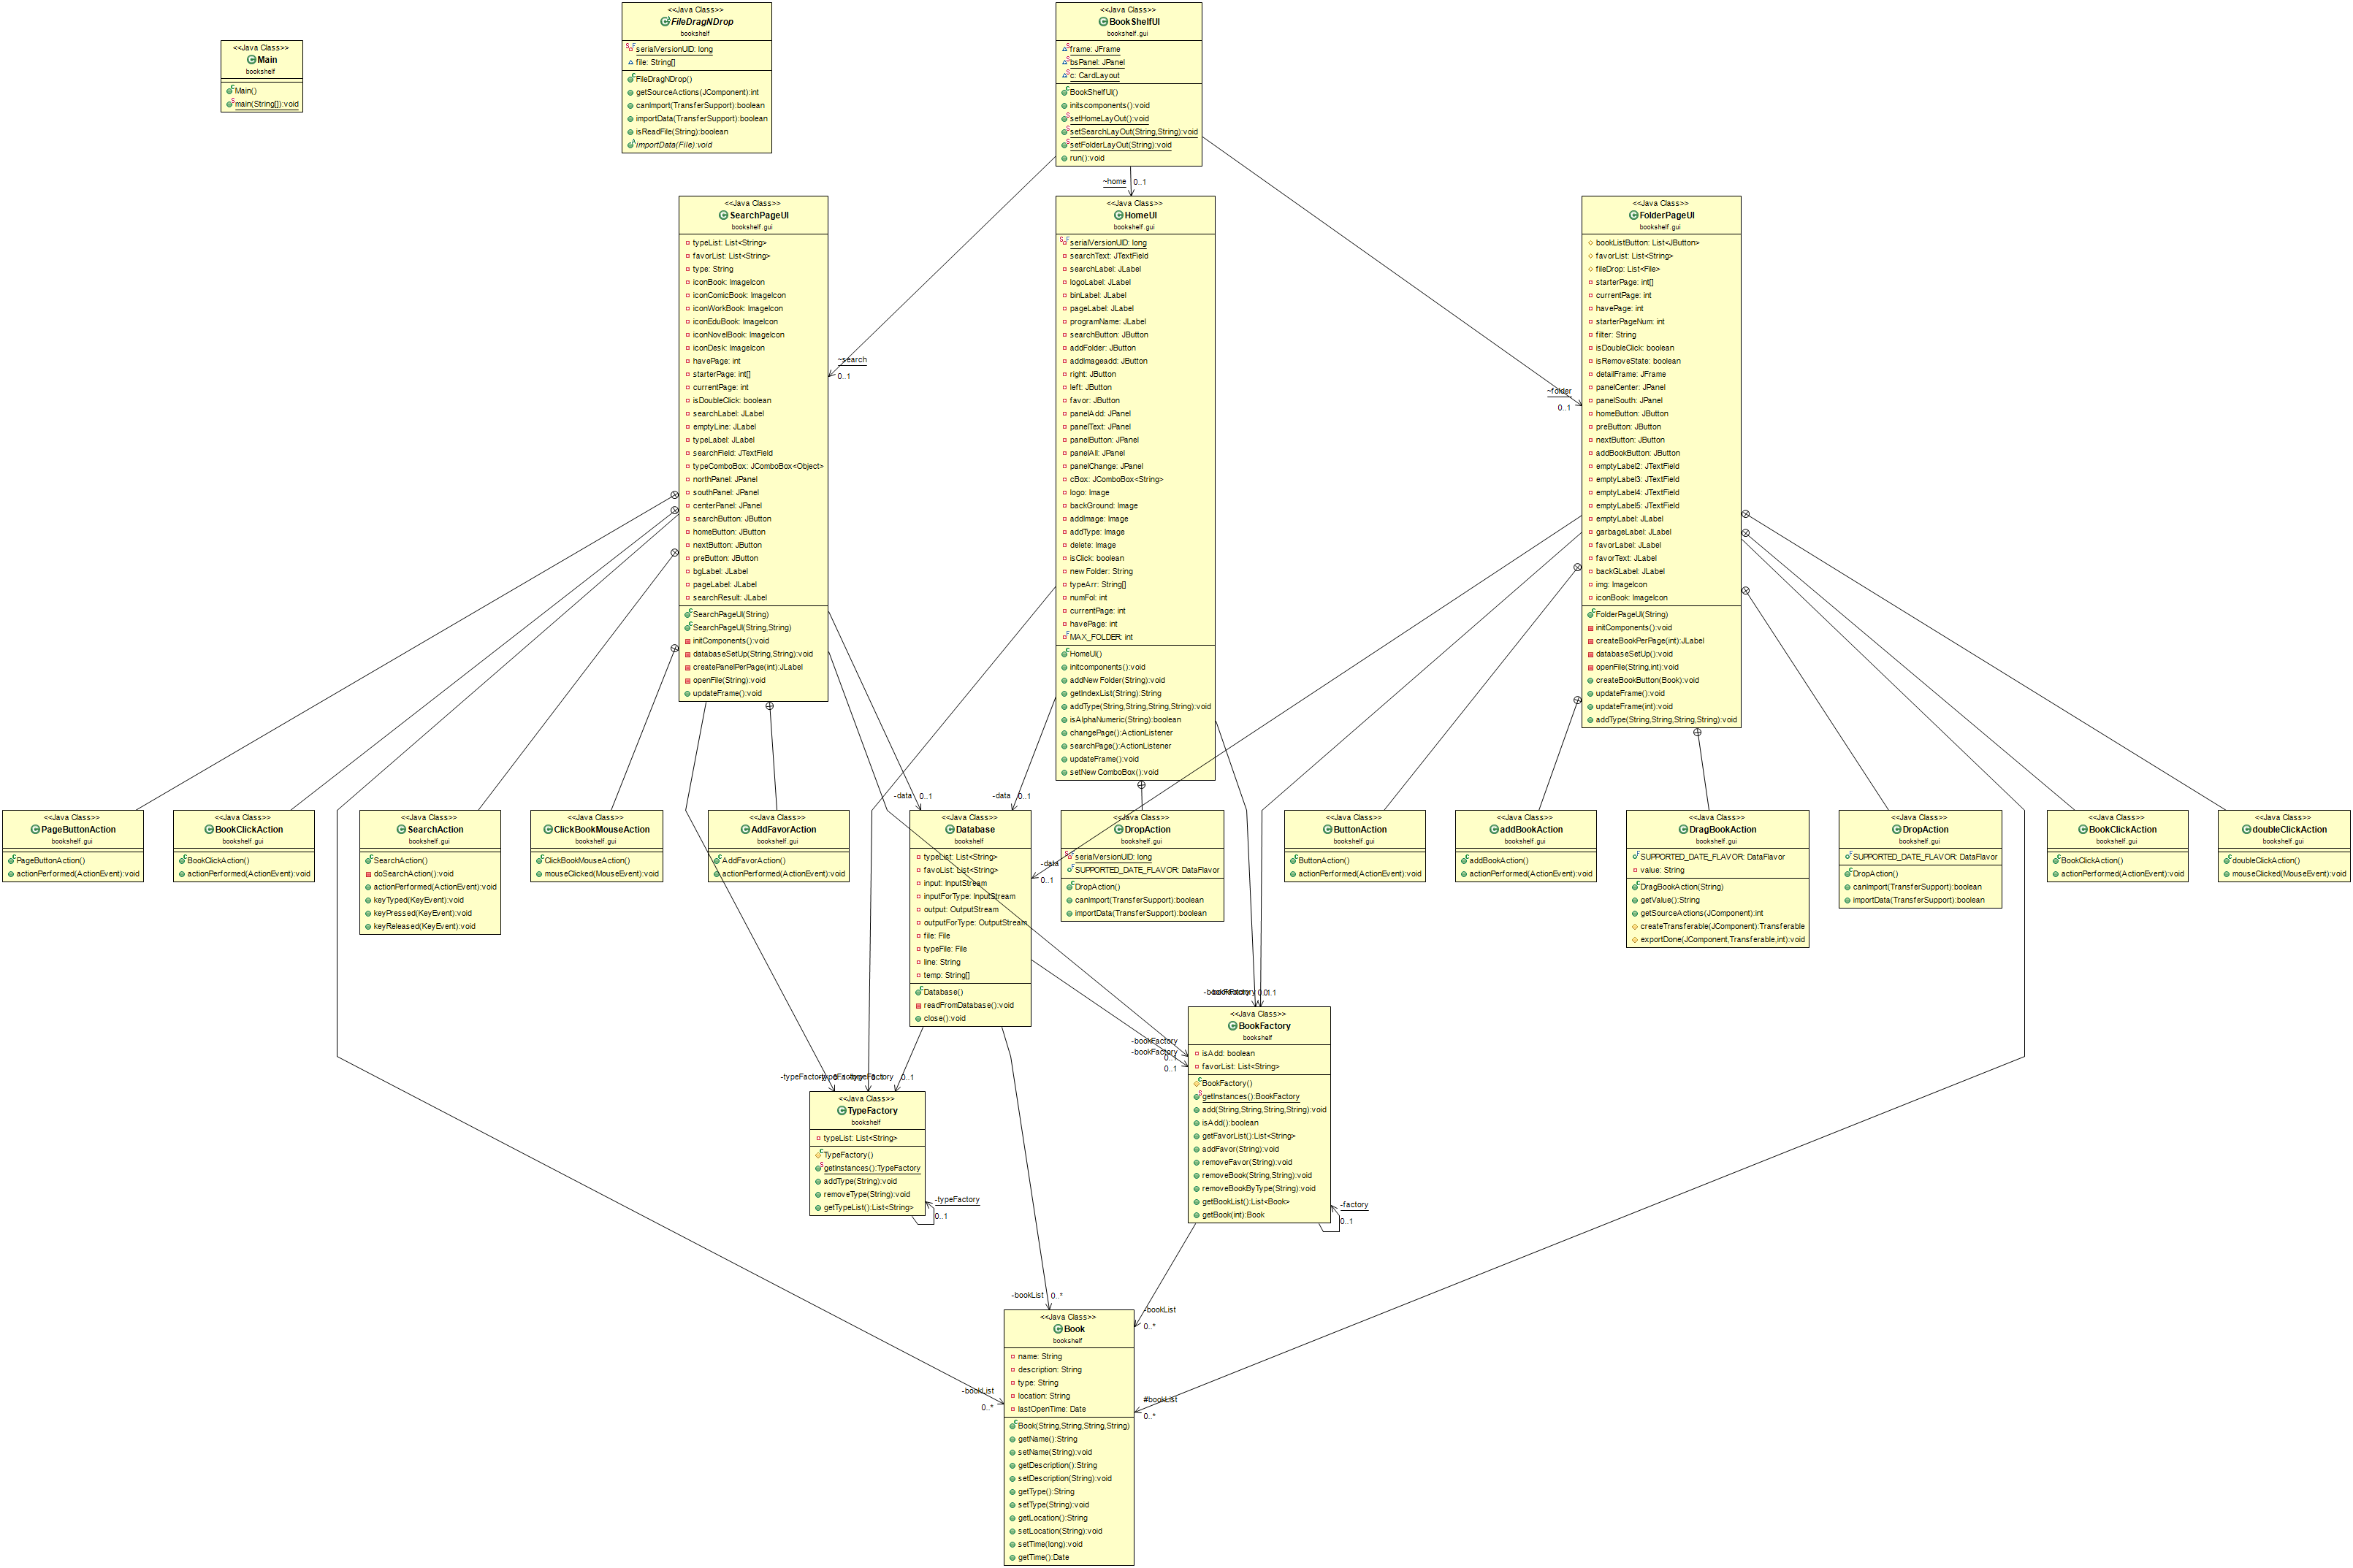 <<Java Class>>
Main
bookshelf
Main()
main(String[]):void
<<Java Class>>
FileDragNDrop
bookshelf
serialVersionUID: long
file: String[]
FileDragNDrop()
getSourceActions(JComponent):int
canImport(TransferSupport):boolean
importData(TransferSupport):boolean
isReadFile(String):boolean
importData(File):void
<<Java Class>>
BookShelfUI
bookshelf.gui
frame: JFrame
bsPanel: JPanel
c: CardLayout
BookShelfUI()
initscomponents():void
setHomeLayOut():void
setSearchLayOut(String,String):void
setFolderLayOut(String):void
run():void
~home
0..1
~search
0..1
~folder
0..1
<<Java Class>>
SearchPageUI
bookshelf.gui
typeList: List<String>
favorList: List<String>
type: String
iconBook: ImageIcon
iconComicBook: ImageIcon
iconWorkBook: ImageIcon
iconEduBook: ImageIcon
iconNovelBook: ImageIcon
iconDesk: ImageIcon
havePage: int
starterPage: int[]
currentPage: int
isDoubleClick: boolean
searchLabel: JLabel
emptyLine: JLabel
typeLabel: JLabel
searchField: JTextField
typeComboBox: JComboBox<Object>
northPanel: JPanel
southPanel: JPanel
centerPanel: JPanel
searchButton: JButton
homeButton: JButton
nextButton: JButton
preButton: JButton
bgLabel: JLabel
pageLabel: JLabel
searchResult: JLabel
SearchPageUI(String)
SearchPageUI(String,String)
initComponents():void
databaseSetUp(String,String):void
createPanelPerPage(int):JLabel
openFile(String):void
updateFrame():void
<<Java Class>>
HomeUI
bookshelf.gui
serialVersionUID: long
searchText: JTextField
searchLabel: JLabel
logoLabel: JLabel
binLabel: JLabel
pageLabel: JLabel
programName: JLabel
searchButton: JButton
addFolder: JButton
addImageadd: JButton
right: JButton
left: JButton
favor: JButton
panelAdd: JPanel
panelText: JPanel
panelButton: JPanel
panelAll: JPanel
panelChange: JPanel
cBox: JComboBox<String>
logo: Image
backGround: Image
addImage: Image
addType: Image
delete: Image
isClick: boolean
newFolder: String
typeArr: String[]
numFol: int
currentPage: int
havePage: int
MAX_FOLDER: int
HomeUI()
initcomponents():void
addNewFolder(String):void
getIndexList(String):String
addType(String,String,String,String):void
isAlphaNumeric(String):boolean
changePage():ActionListener
searchPage():ActionListener
updateFrame():void
setNewComboBox():void
<<Java Class>>
FolderPageUI
bookshelf.gui
bookListButton: List<JButton>
favorList: List<String>
fileDrop: List<File>
starterPage: int[]
currentPage: int
havePage: int
starterPageNum: int
filter: String
isDoubleClick: boolean
isRemoveState: boolean
detailFrame: JFrame
panelCenter: JPanel
panelSouth: JPanel
homeButton: JButton
preButton: JButton
nextButton: JButton
addBookButton: JButton
emptyLabel2: JTextField
emptyLabel3: JTextField
emptyLabel4: JTextField
emptyLabel5: JTextField
emptyLabel: JLabel
garbageLabel: JLabel
favorLabel: JLabel
favorText: JLabel
backGLabel: JLabel
img: ImageIcon
iconBook: ImageIcon
FolderPageUI(String)
initComponents():void
createBookPerPage(int):JLabel
databaseSetUp():void
openFile(String,int):void
createBookButton(Book):void
updateFrame():void
updateFrame(int):void
addType(String,String,String,String):void
<<Java Class>>
PageButtonAction
bookshelf.gui
PageButtonAction()
actionPerformed(ActionEvent):void
<<Java Class>>
BookClickAction
bookshelf.gui
BookClickAction()
actionPerformed(ActionEvent):void
<<Java Class>>
SearchAction
bookshelf.gui
SearchAction()
doSearchAction():void
actionPerformed(ActionEvent):void
keyTyped(KeyEvent):void
keyPressed(KeyEvent):void
keyReleased(KeyEvent):void
<<Java Class>>
ClickBookMouseAction
bookshelf.gui
ClickBookMouseAction()
mouseClicked(MouseEvent):void
<<Java Class>>
AddFavorAction
bookshelf.gui
AddFavorAction()
actionPerformed(ActionEvent):void
-data
0..1
-data
0..1
-data
0..1
<<Java Class>>
Database
bookshelf
typeList: List<String>
favoList: List<String>
input: InputStream
inputForType: InputStream
output: OutputStream
outputForType: OutputStream
file: File
typeFile: File
line: String
temp: String[]
Database()
readFromDatabase():void
close():void
<<Java Class>>
DropAction
bookshelf.gui
serialVersionUID: long
SUPPORTED_DATE_FLAVOR: DataFlavor
DropAction()
canImport(TransferSupport):boolean
importData(TransferSupport):boolean
<<Java Class>>
ButtonAction
bookshelf.gui
ButtonAction()
actionPerformed(ActionEvent):void
<<Java Class>>
addBookAction
bookshelf.gui
addBookAction()
actionPerformed(ActionEvent):void
<<Java Class>>
DragBookAction
bookshelf.gui
SUPPORTED_DATE_FLAVOR: DataFlavor
value: String
DragBookAction(String)
getValue():String
getSourceActions(JComponent):int
createTransferable(JComponent):Transferable
exportDone(JComponent,Transferable,int):void
<<Java Class>>
DropAction
bookshelf.gui
SUPPORTED_DATE_FLAVOR: DataFlavor
DropAction()
canImport(TransferSupport):boolean
importData(TransferSupport):boolean
<<Java Class>>
BookClickAction
bookshelf.gui
BookClickAction()
actionPerformed(ActionEvent):void
<<Java Class>>
doubleClickAction
bookshelf.gui
doubleClickAction()
mouseClicked(MouseEvent):void
-bookFactory
-bookFactory
0..1
-bookFactory
0..1
<<Java Class>>
BookFactory
bookshelf
isAdd: boolean
favorList: List<String>
BookFactory()
getInstances():BookFactory
add(String,String,String,String):void
isAdd():boolean
getFavorList():List<String>
addFavor(String):void
removeFavor(String):void
removeBook(String,String):void
removeBookByType(String):void
getBookList():List<Book>
getBook(int):Book
-factory
0..1
-typeFactory
0..1
<<Java Class>>
TypeFactory
bookshelf
typeList: List<String>
TypeFactory()
getInstances():TypeFactory
addType(String):void
removeType(String):void
getTypeList():List<String>
-typeFactory
0..1
-bookList
0..*
-bookList
0..*
-bookList
0..*
#bookList
0..*
<<Java Class>>
Book
bookshelf
name: String
description: String
type: String
location: String
lastOpenTime: Date
Book(String,String,String,String)
getName():String
setName(String):void
getDescription():String
setDescription(String):void
getType():String
setType(String):void
getLocation():String
setLocation(String):void
setTime(long):void
getTime():Date